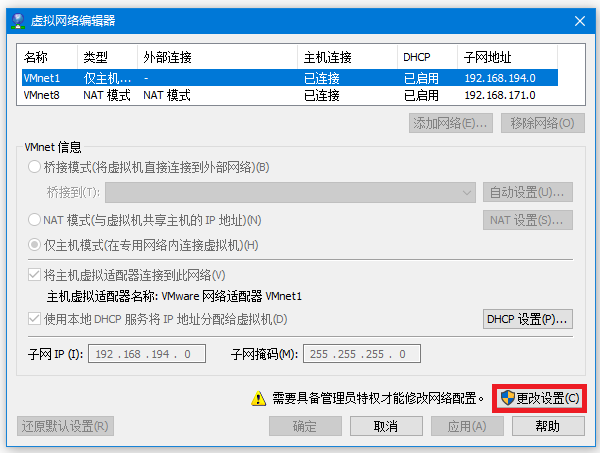 虚拟网络编辑器
名称 类型 外部连接 主机连接 DHCP 子网地址
VMnet1 仅主机... - 已连接 已启用 192.168.194.0
VMnet8 NAT 模式 NAT 模式 已连接 已启用 192.168.171.0
添加网络(E)... 移除网络(O)
VMnet 信息
桥接模式(将虚拟机直接连接到外部网络)(B)
桥接到(T): 自动设置(U)...
NAT 模式(与虚拟机共享主机的 IP 地址)(N) NAT 设置(S)...
仅主机模式(在专用网络内连接虚拟机)(H)
将主机虚拟适配器连接到此网络(V)
主机虚拟适配器名称: VMware 网络适配器 VMnet1
使用本地 DHCP 服务将 IP 地址分配给虚拟机(D) DHCP 设置(P)...
子网 IP (I): 192 . 168 . 194 . 0 子网掩码(M): 255 . 255 . 255 . 0
需要具备管理员特权才能修改网络配置。 更改设置(C)
还原默认设置(R) 确定 取消 应用(A) 帮助